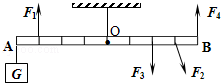 F₁ F₄
O
A B
G F₃ F₂